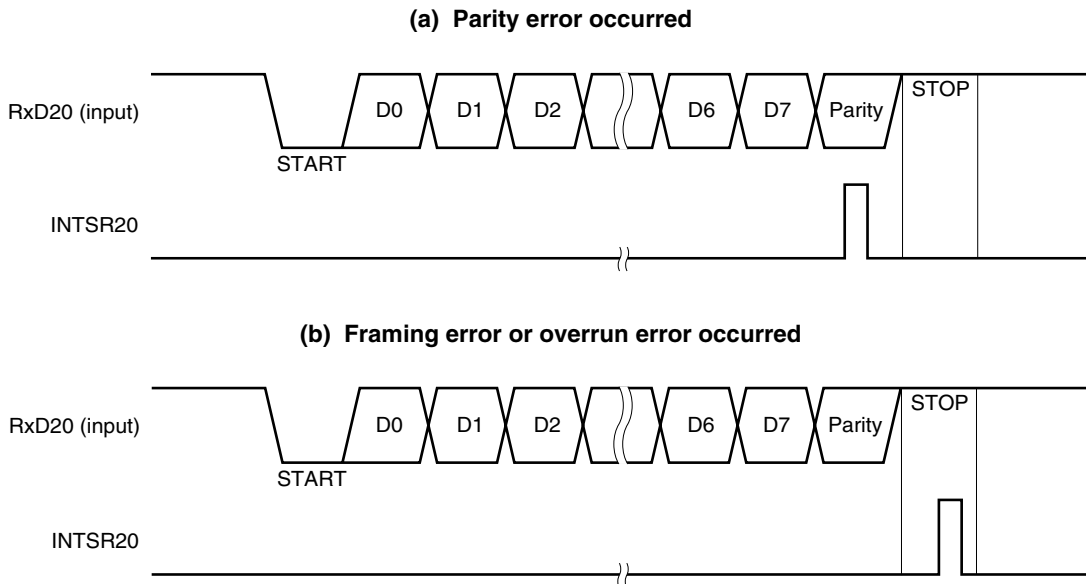 (a) Parity error occurred
RxD20 (input)
D0 D1 D2 D6 D7 Parity STOP
START
INTSR20
(b) Framing error or overrun error occurred
RxD20 (input)
D0 D1 D2 D6 D7 Parity STOP
START
INTSR20